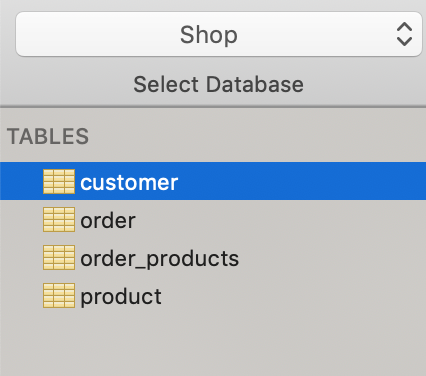 Shop
Select Database
TABLES
customer
order
order_products
product